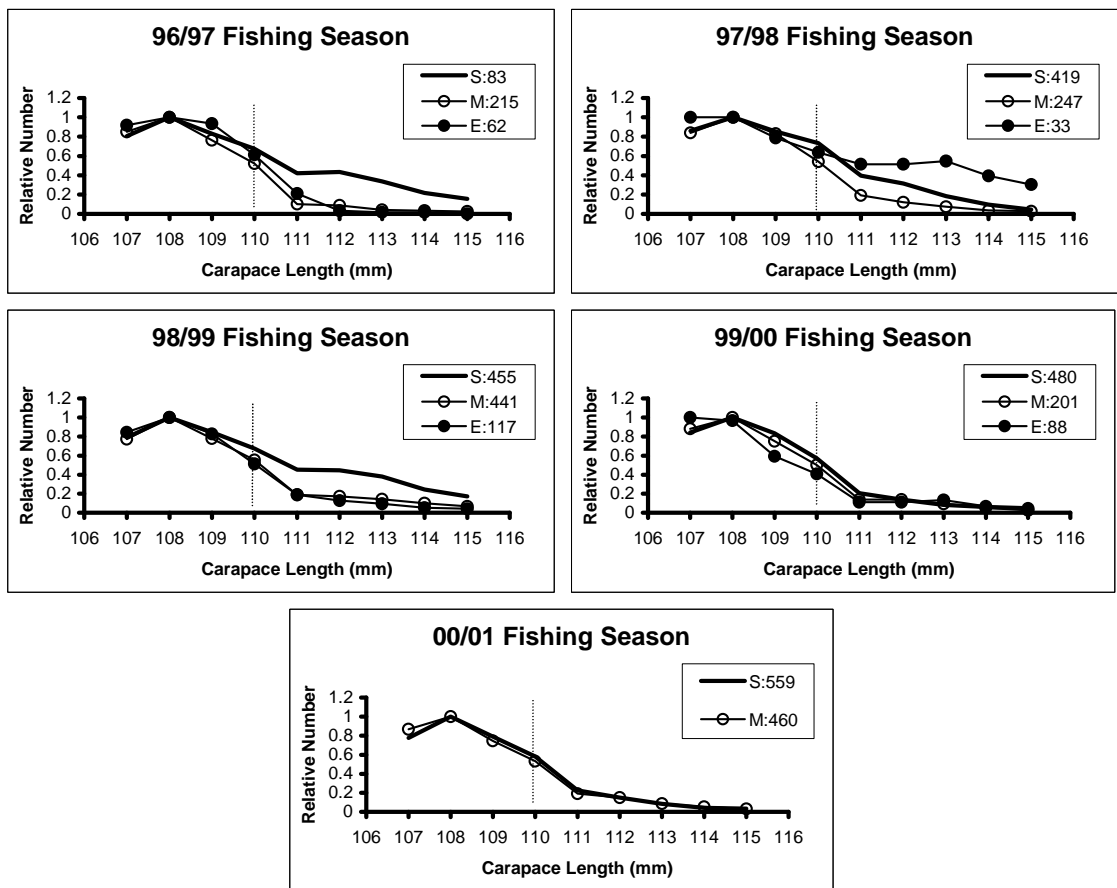 96/97 Fishing Season
S:83
M:215
E:62
Relative Number
1.2
1
0.8
0.6
0.4
0.2
0
106 107 108 109 110 111 112 113 114 115 116
Carapace Length (mm)
97/98 Fishing Season
S:419
M:247
E:33
Relative Number
1.2
1
0.8
0.6
0.4
0.2
0
106 107 108 109 110 111 112 113 114 115 116
Carapace Length (mm)
98/99 Fishing Season
S:455
M:441
E:117
Relative Number
1.2
1
0.8
0.6
0.4
0.2
0
106 107 108 109 110 111 112 113 114 115 116
Carapace Length (mm)
99/00 Fishing Season
S:480
M:201
E:88
Relative Number
1.2
1
0.8
0.6
0.4
0.2
0
106 107 108 109 110 111 112 113 114 115 116
Carapace Length (mm)
00/01 Fishing Season
S:559
M:460
Relative Number
1.2
1
0.8
0.6
0.4
0.2
0
106 107 108 109 110 111 112 113 114 115 116
Carapace Length (mm)